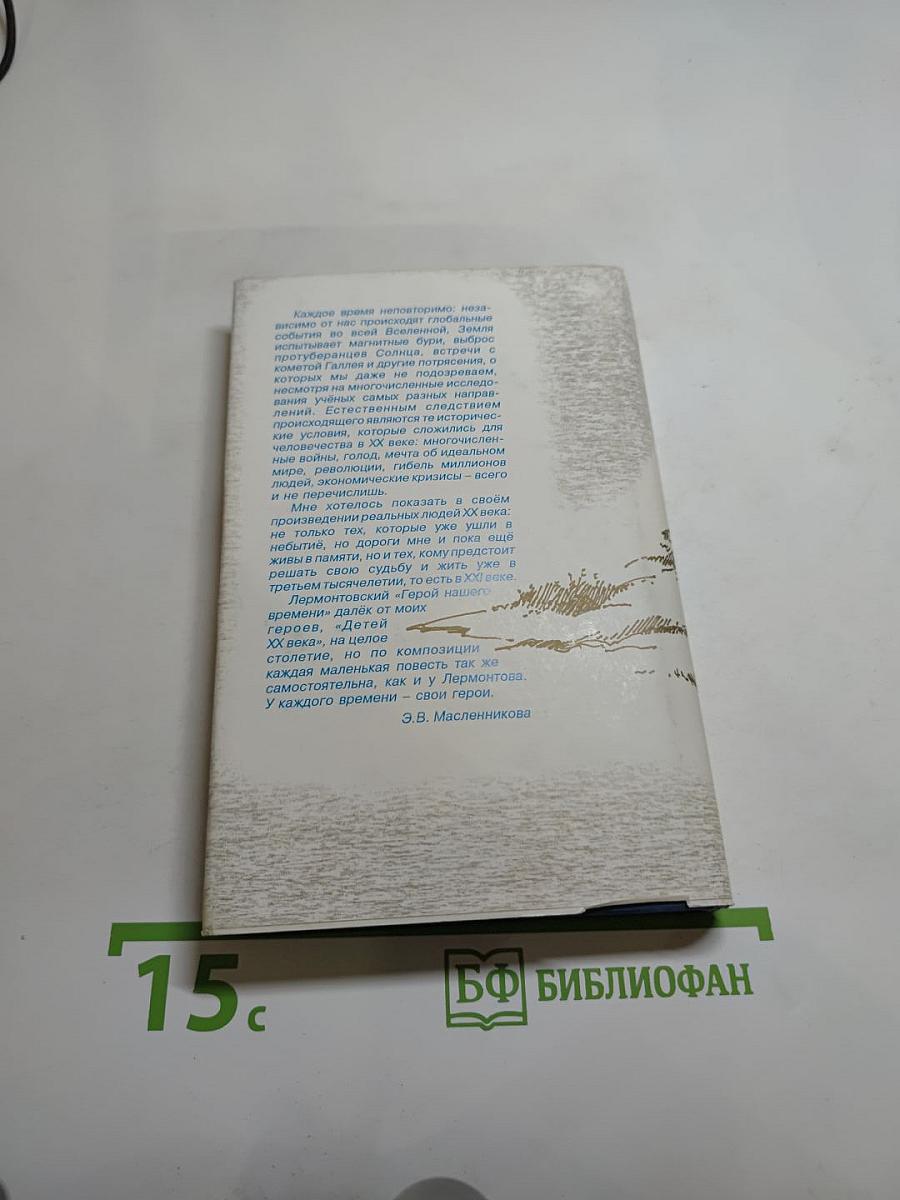 Каждое время неповторимо: неза-
висимо от нас происходят глобальные
события во всей Вселенной, Земля
испытывает магнитные бури, выброс
протуберанцев Солнца, встречи с
кометой Галлея и другие потрясения, о
которых мы даже не подозреваем,
несмотря на многочисленные исследо-
вания учёных самых разных направ-
лений. Естественным следствием
происходящего являются те историчес-
кие условия, которые сложились для
человечества в XX веке: многочислен-
ные войны, голод, мечта об идеальном
мире, революции, гибель миллионов
людей, экономические кризисы – всего
и не перечислишь.
Мне хотелось показать в своём
произведении реальных людей XX века:
не только тех, которые уже ушли в
небытиё, но дороги мне и пока ещё
живы в памяти, но и тех, кому предстоит
решать свою судьбу и жить уже в
третьем тысячелетии, то есть в XXI веке.
Лермонтовский «Герой нашего
времени» далёк от моих
героев, «Детей
XX века», на целое
столетие, но по композиции
каждая маленькая повесть так же
самостоятельна, как и у Лермонтова.
У каждого времени – свои герои.
Э.В. Масленникова
15 с
БФ БИБЛИОФАН